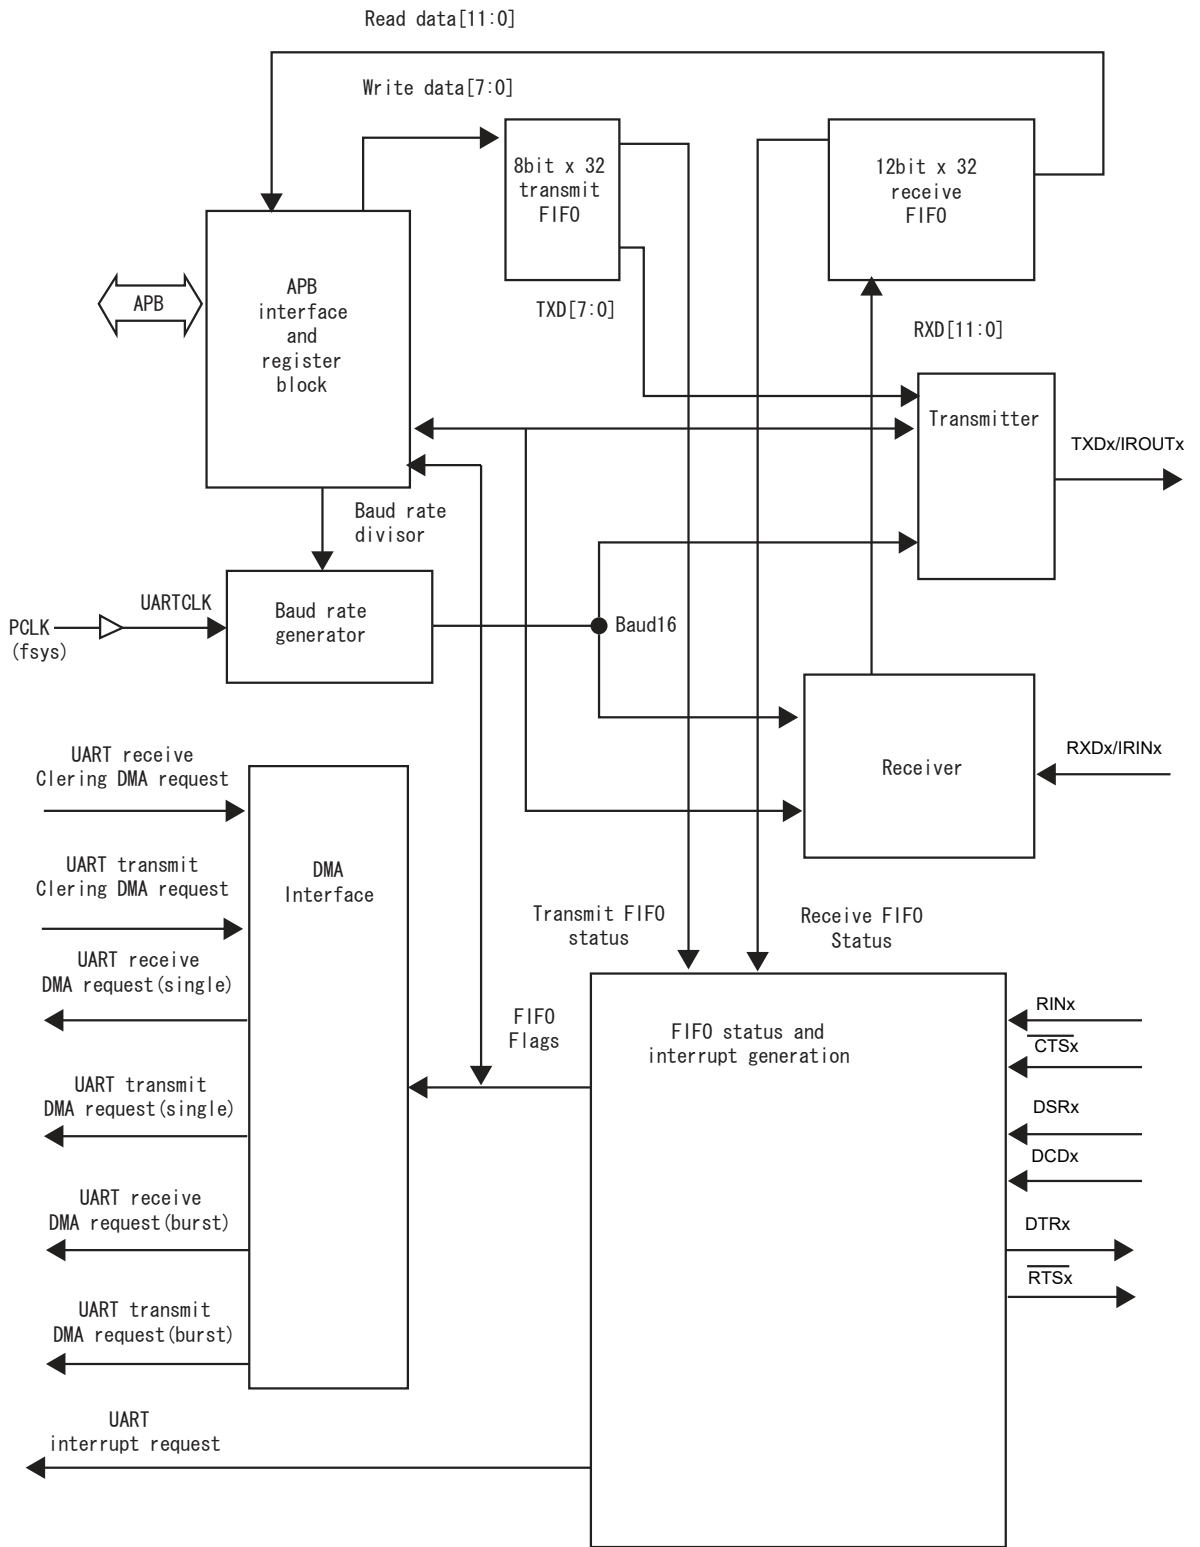 Read data[11:0]
Write data[7:0]
8bit x 32
transmit
FIFO
12bit x 32
receive
FIFO
APB
APB
interface
and
register
block
TXD[7:0]
RXD[11:0]
Transmitter
TXDx/IROUTx
Baud rate
divisor
UARTCLK
PCLK
(fsys)
Baud rate
generator
Baud16
Receiver
RXDx/IRINx
UART receive
Clering DMA request
UART transmit
Clering DMA request
DMA
Interface
UART receive
DMA request(single)
UART transmit
DMA request(single)
UART receive
DMA request(burst)
UART transmit
DMA request(burst)
UART
interrupt request
Transmit FIFO
status
Receive FIFO
Status
FIFO
Flags
FIFO status and
interrupt generation
RINx
CTSx
DSRx
DCDx
DTRx
RTSx